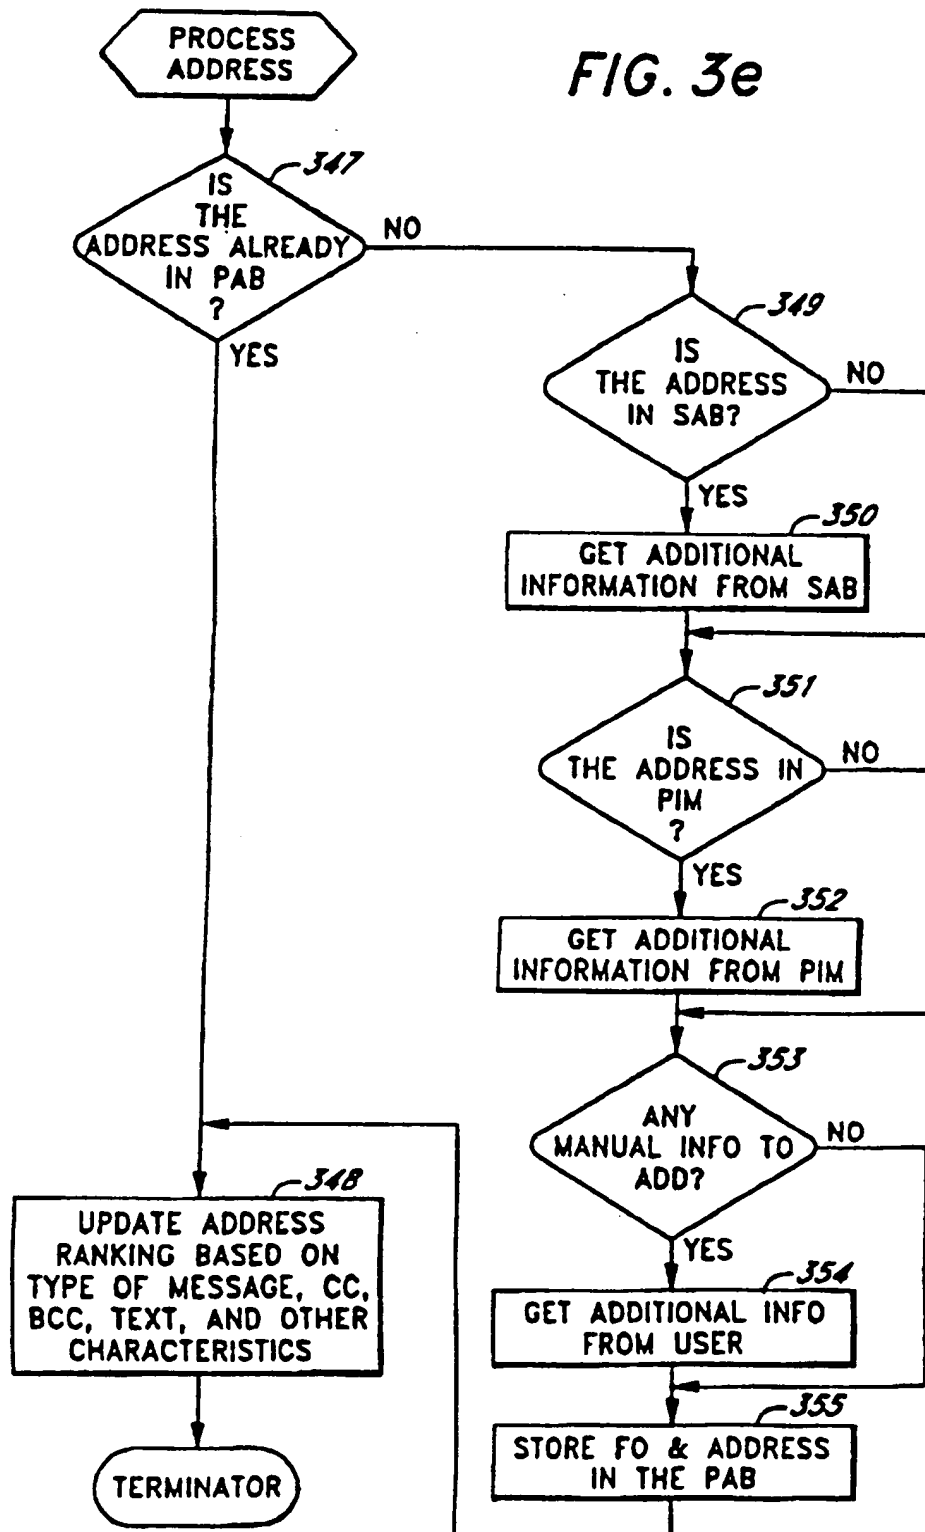 PROCESS
ADDRESS
FIG. 3e
347
IS
THE
ADDRESS ALREADY
IN PAB
?
NO
YES
349
IS
THE ADDRESS
IN SAB?
NO
YES
350
GET ADDITIONAL
INFORMATION FROM SAB
351
IS
THE ADDRESS IN
PIM
?
NO
YES
352
GET ADDITIONAL
INFORMATION FROM PIM
353
ANY
MANUAL INFO TO
ADD?
NO
YES
354
GET ADDITIONAL INFO
FROM USER
355
STORE FO & ADDRESS
IN THE PAB
348
UPDATE ADDRESS
RANKING BASED ON
TYPE OF MESSAGE, CC,
BCC, TEXT, AND OTHER
CHARACTERISTICS
TERMINATOR